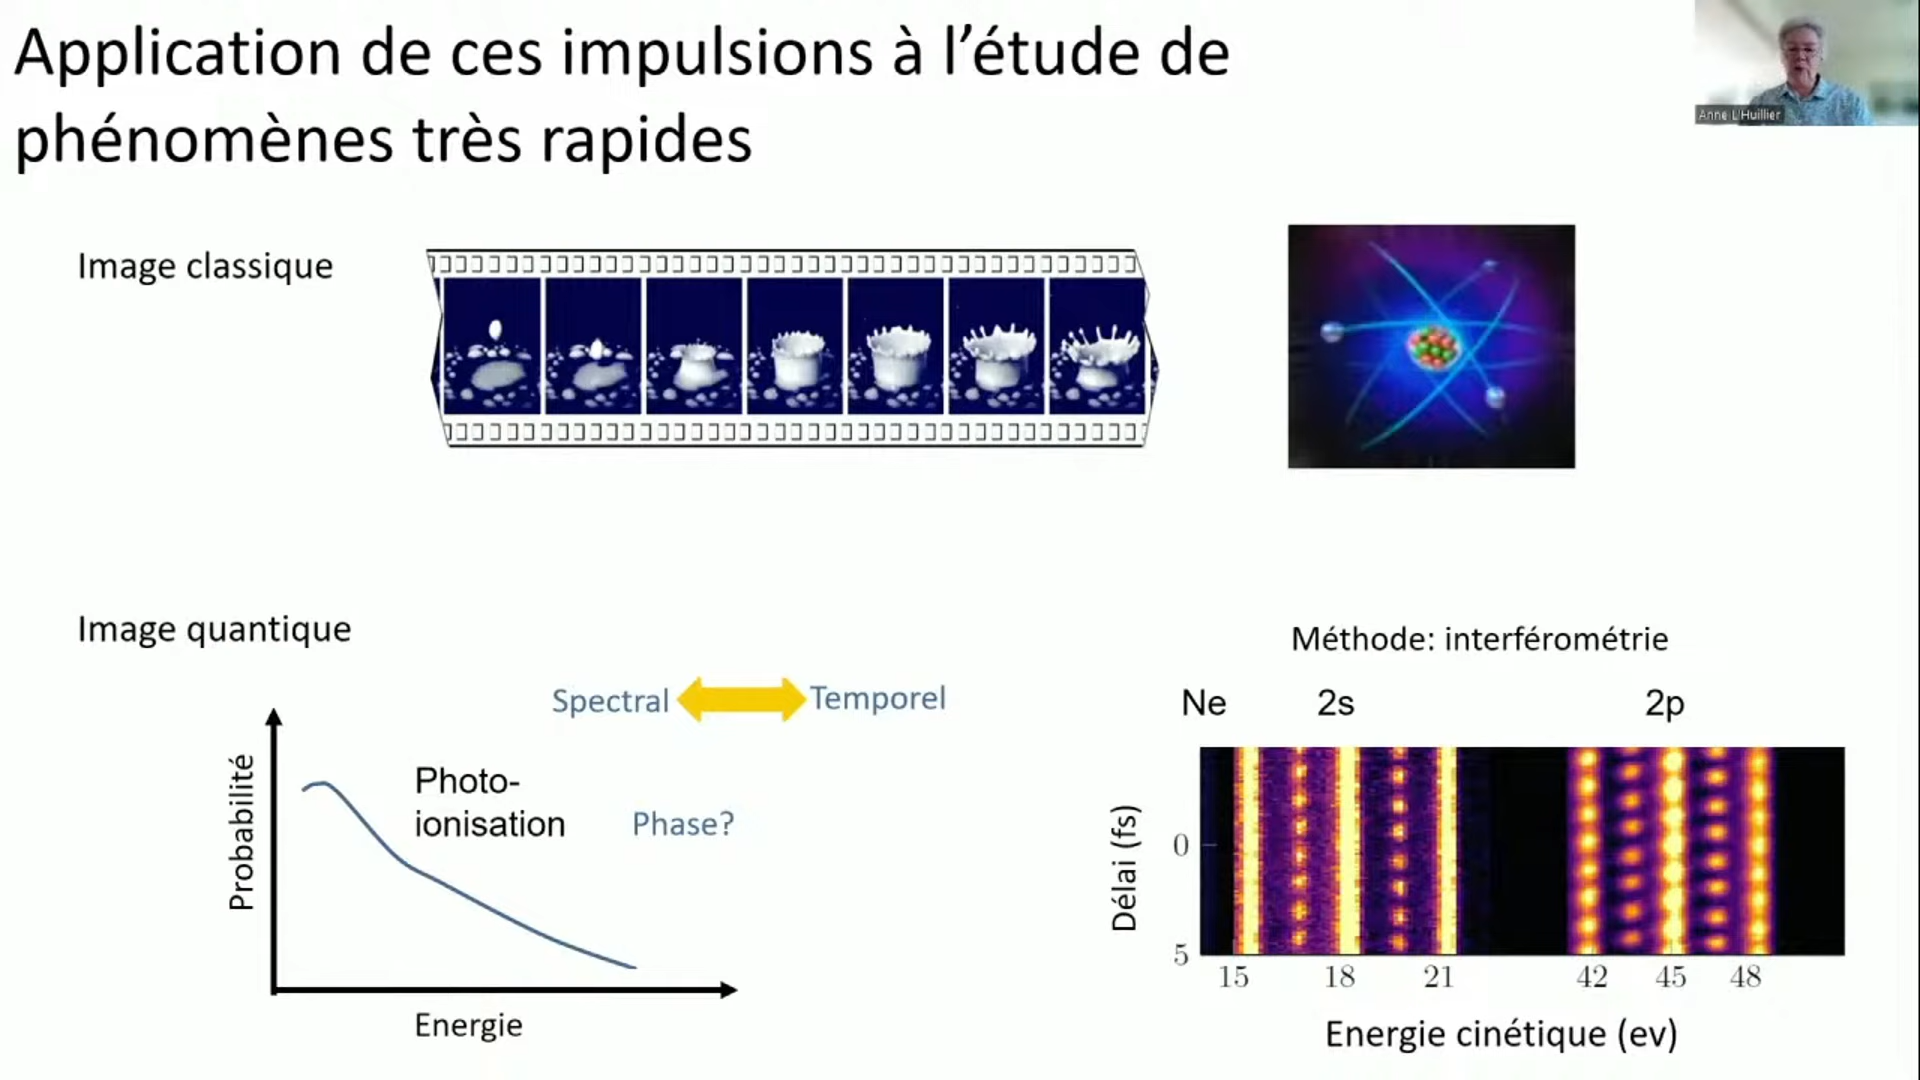 Application de ces impulsions à l’étude de
phénomènes très rapides
Anne L'Huillier
Image classique
Image quantique
Spectral
Temporel
Probabilité
Photo-
ionisation
Phase?
Energie
Méthode: interférométrie
Ne
2s
2p
Délai (fs)
0
5
15
18
21
42
45
48
Energie cinétique (ev)